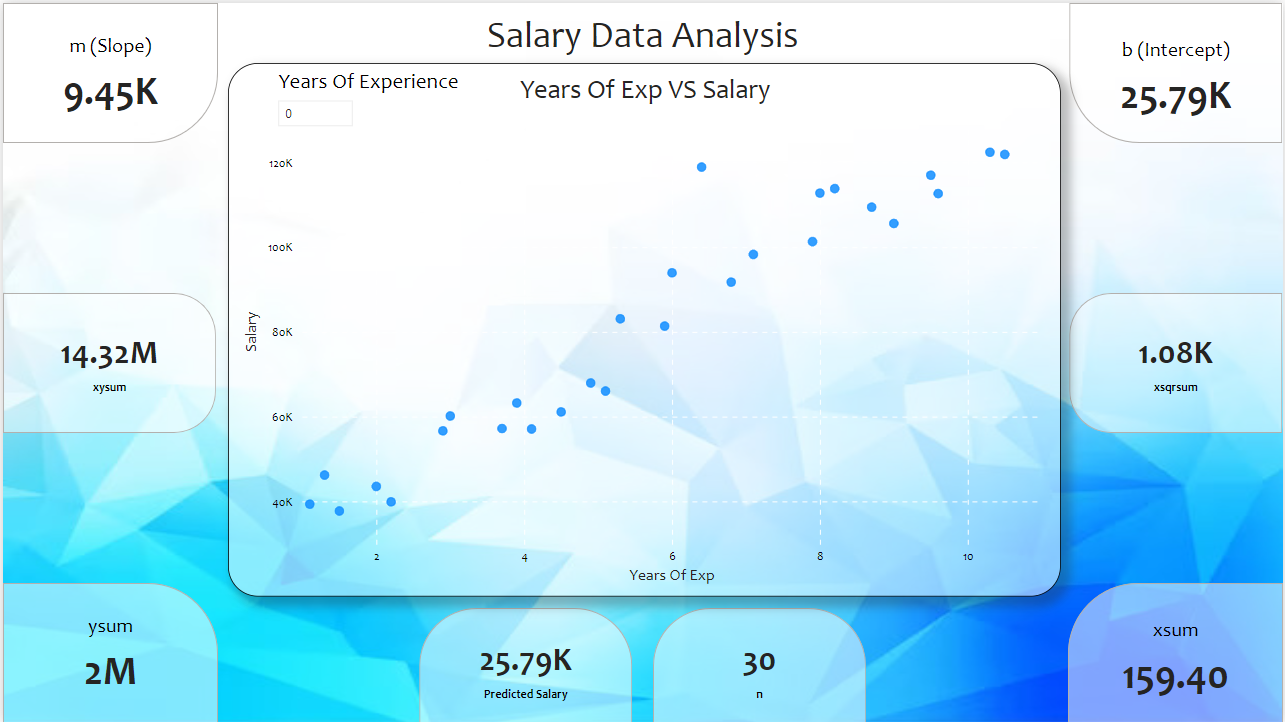 Salary Data Analysis
m (Slope)
9.45K
b (Intercept)
25.79K
Years Of Experience
0
Years Of Exp VS Salary
120K
100K
80K
60K
40K
Salary
2 4 6 8 10
Years Of Exp
14.32M
xysum
1.08K
xsqrsum
ysum
2M
25.79K
Predicted Salary
30
n
xsum
159.40